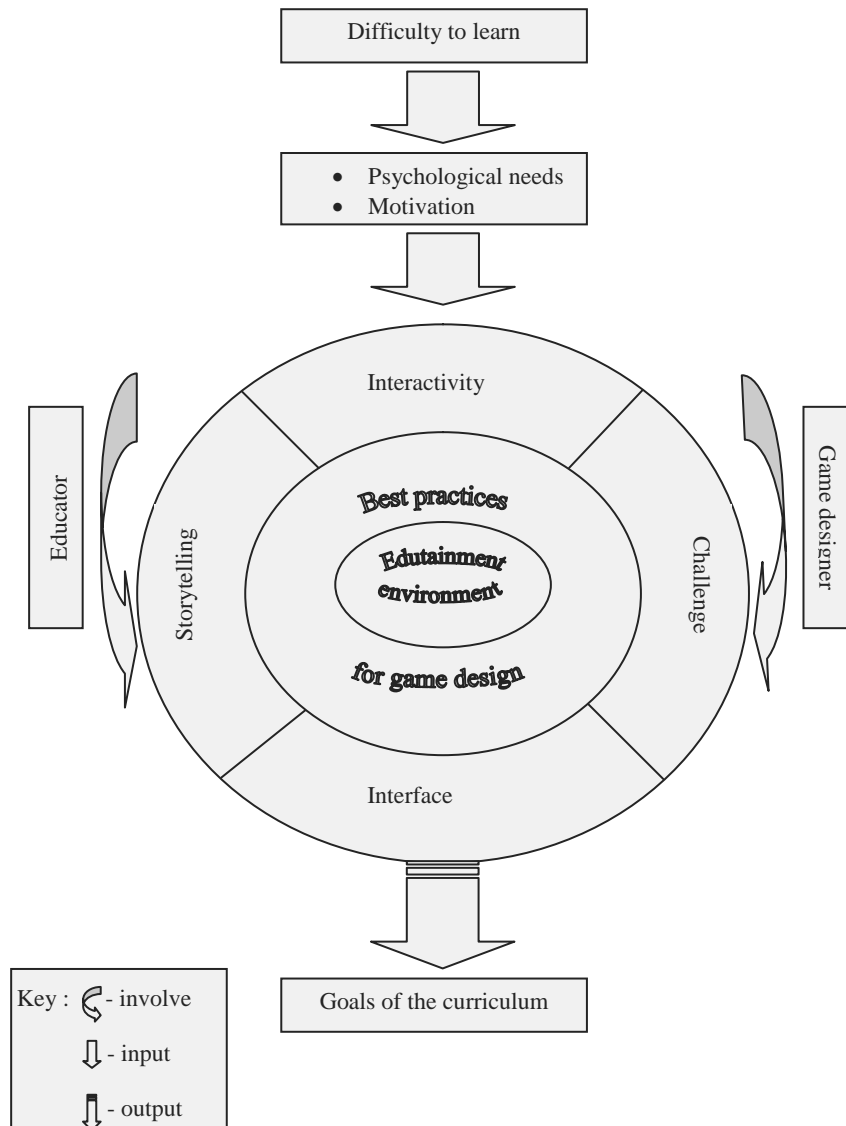 Difficulty to learn
• Psychological needs
• Motivation
Interactivity
Educator
Storytelling
Best practices
Edutainment
environment
for game design
Challenge
Game designer
Interface
Goals of the curriculum
Key : - involve
- input
- output